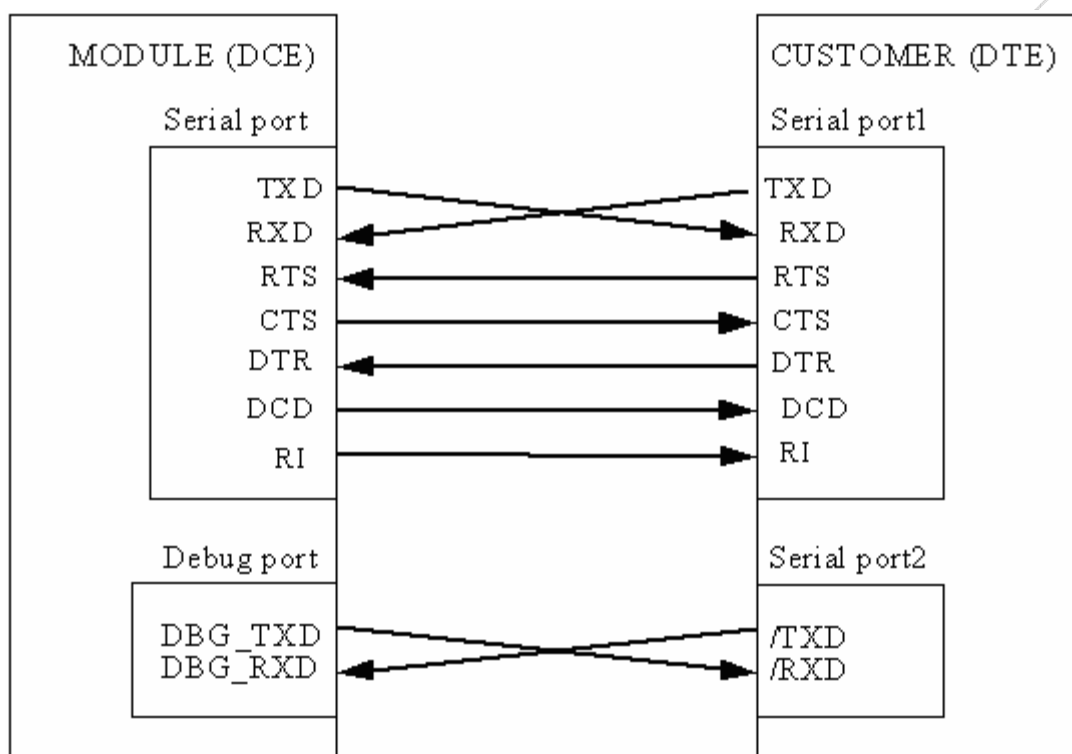 MODULE (DCE)
Serial port
TXD
RXD
RTS
CTS
DTR
DCD
RI
Debug port
DBG_TXD
DBG_RXD
CUSTOMER (DTE)
Serial port1
TXD
RXD
RTS
CTS
DTR
DCD
RI
Serial port2
/TXD
/RXD